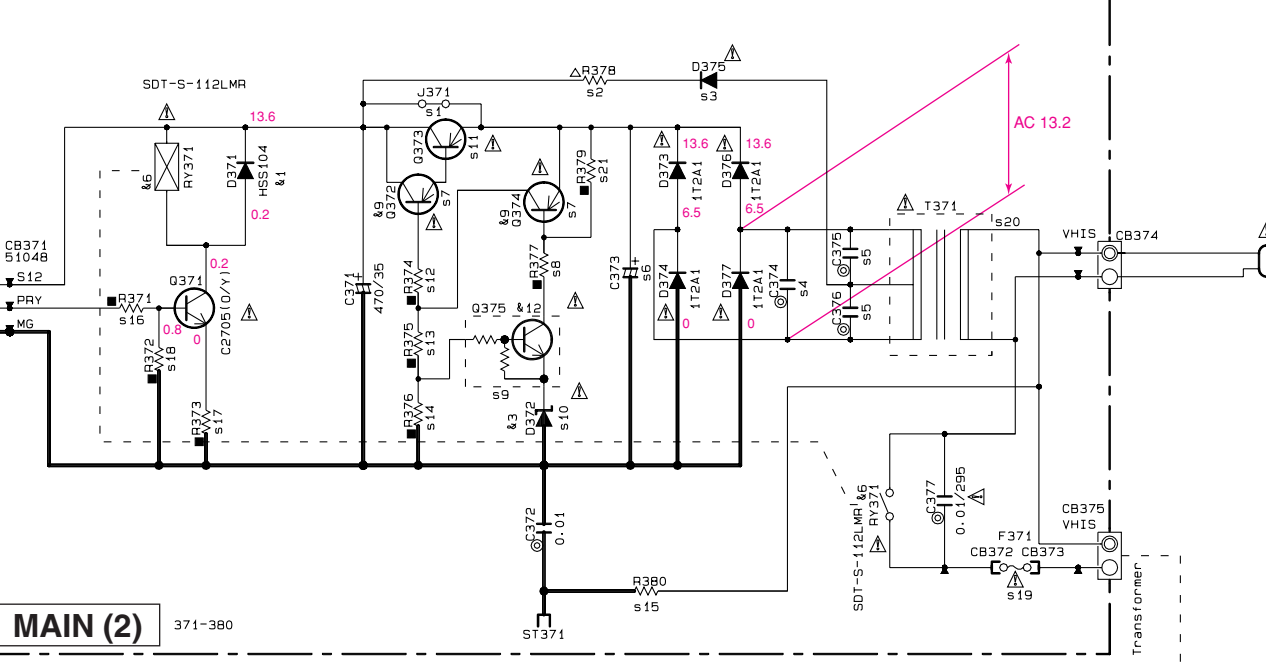 SDT-S-112LMR
13.6
&6
RY371
D371
HSS104
&1
0.2
CB371
51048
S12
PRY
MG
R371
s16
0.8
0
0.2
Q371
C2705(O/Y)
R372
s18
R373
s17
C371
470/35
J371
s1
Q373
s11
&9
Q372
s7
R374
s12
R375
s13
R376
s14
R378
s2
D375
s3
&9
Q374
s7
R379
s21
R377
s8
Q375 &12
s9
&3
D372
s10
C373
s6
D373
1T2A1
13.6
D376
1T2A1
13.6
6.5
6.5
D374
1T2A1
0
D377
1T2A1
0
C374
s4
C375
s5
C376
s5
AC 13.2
T371
s20
VHIS
CB374
C372
0.01
R380
s15
ST371
SDT-S-112LMR
&6
RY371
C377
0.01/295
F371
CB372 CB373
s19
CB375
VHIS
Transformer
MAIN (2)
371-380